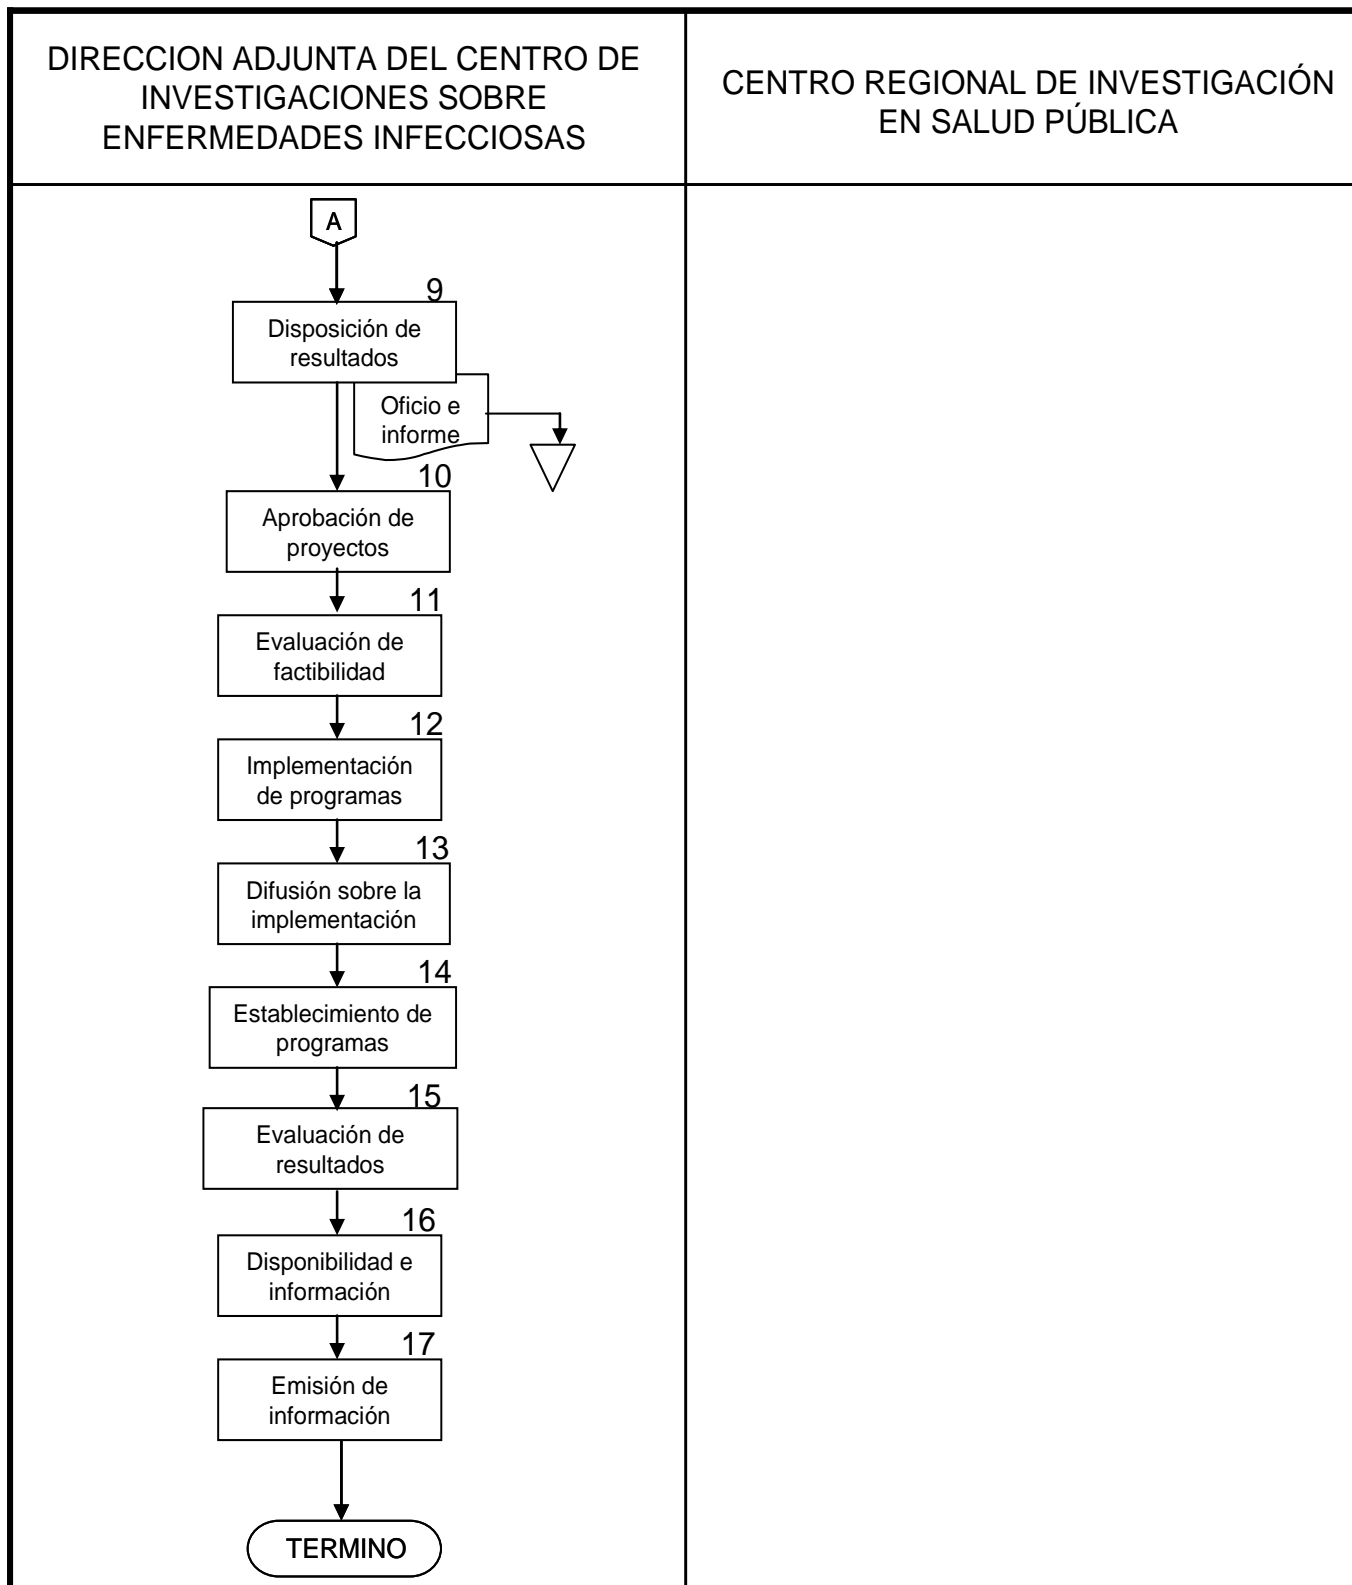 DIRECCION ADJUNTA DEL CENTRO DE
INVESTIGACIONES SOBRE
ENFERMEDADES INFECCIOSAS
CENTRO REGIONAL DE INVESTIGACIÓN
EN SALUD PÚBLICA
A
9
Disposición de
resultados
Oficio e
informe
10
Aprobación de
proyectos
11
Evaluación de
factibilidad
12
Implementación
de programas
13
Difusión sobre la
implementación
14
Establecimiento de
programas
15
Evaluación de
resultados
16
Disponibilidad e
información
17
Emisión de
información
TERMINO